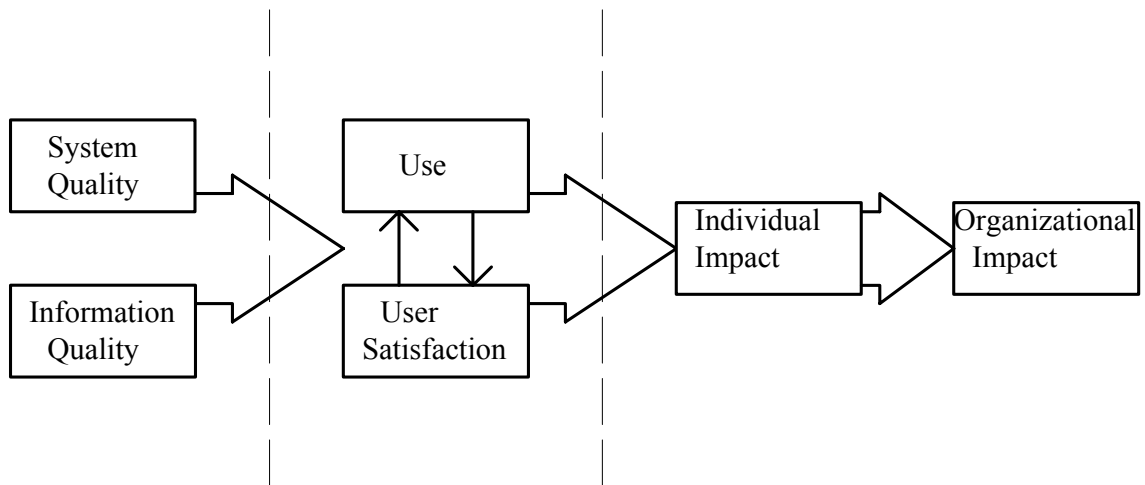 System
Quality
Information
Quality
Use
User
Satisfaction
Individual
Impact
Organizational
Impact